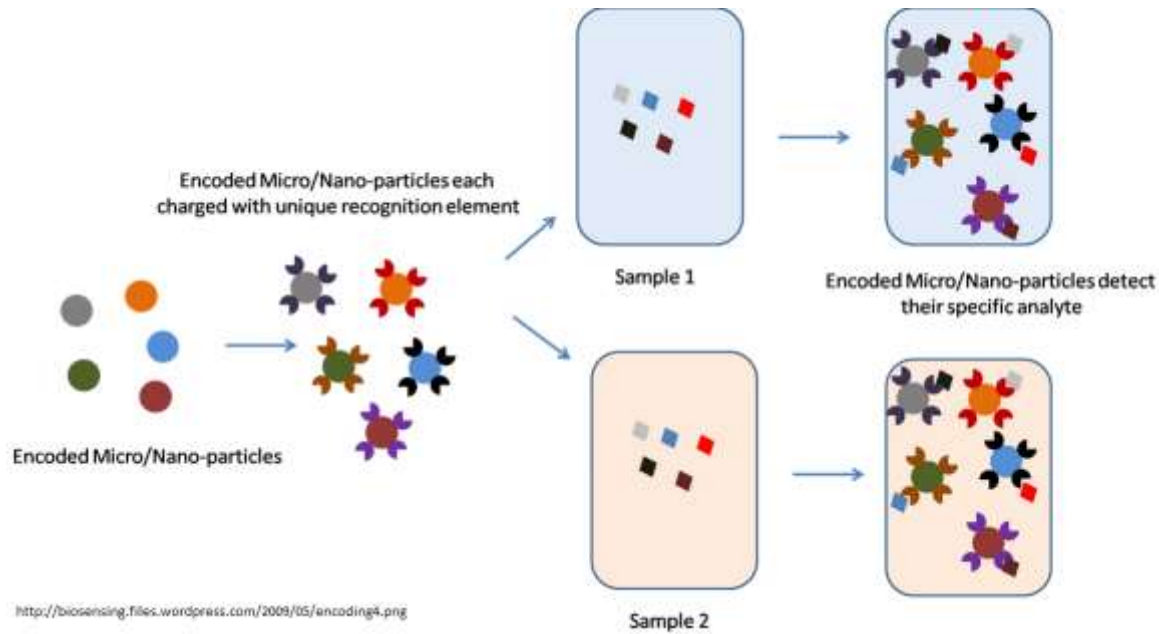 Encoded Micro/Nano-particles each
charged with unique recognition element
Encoded Micro/Nano-particles
Sample 1
Encoded Micro/Nano-particles detect
their specific analyte
Sample 2
http://biosensing.files.wordpress.com/2009/05/encoding4.png